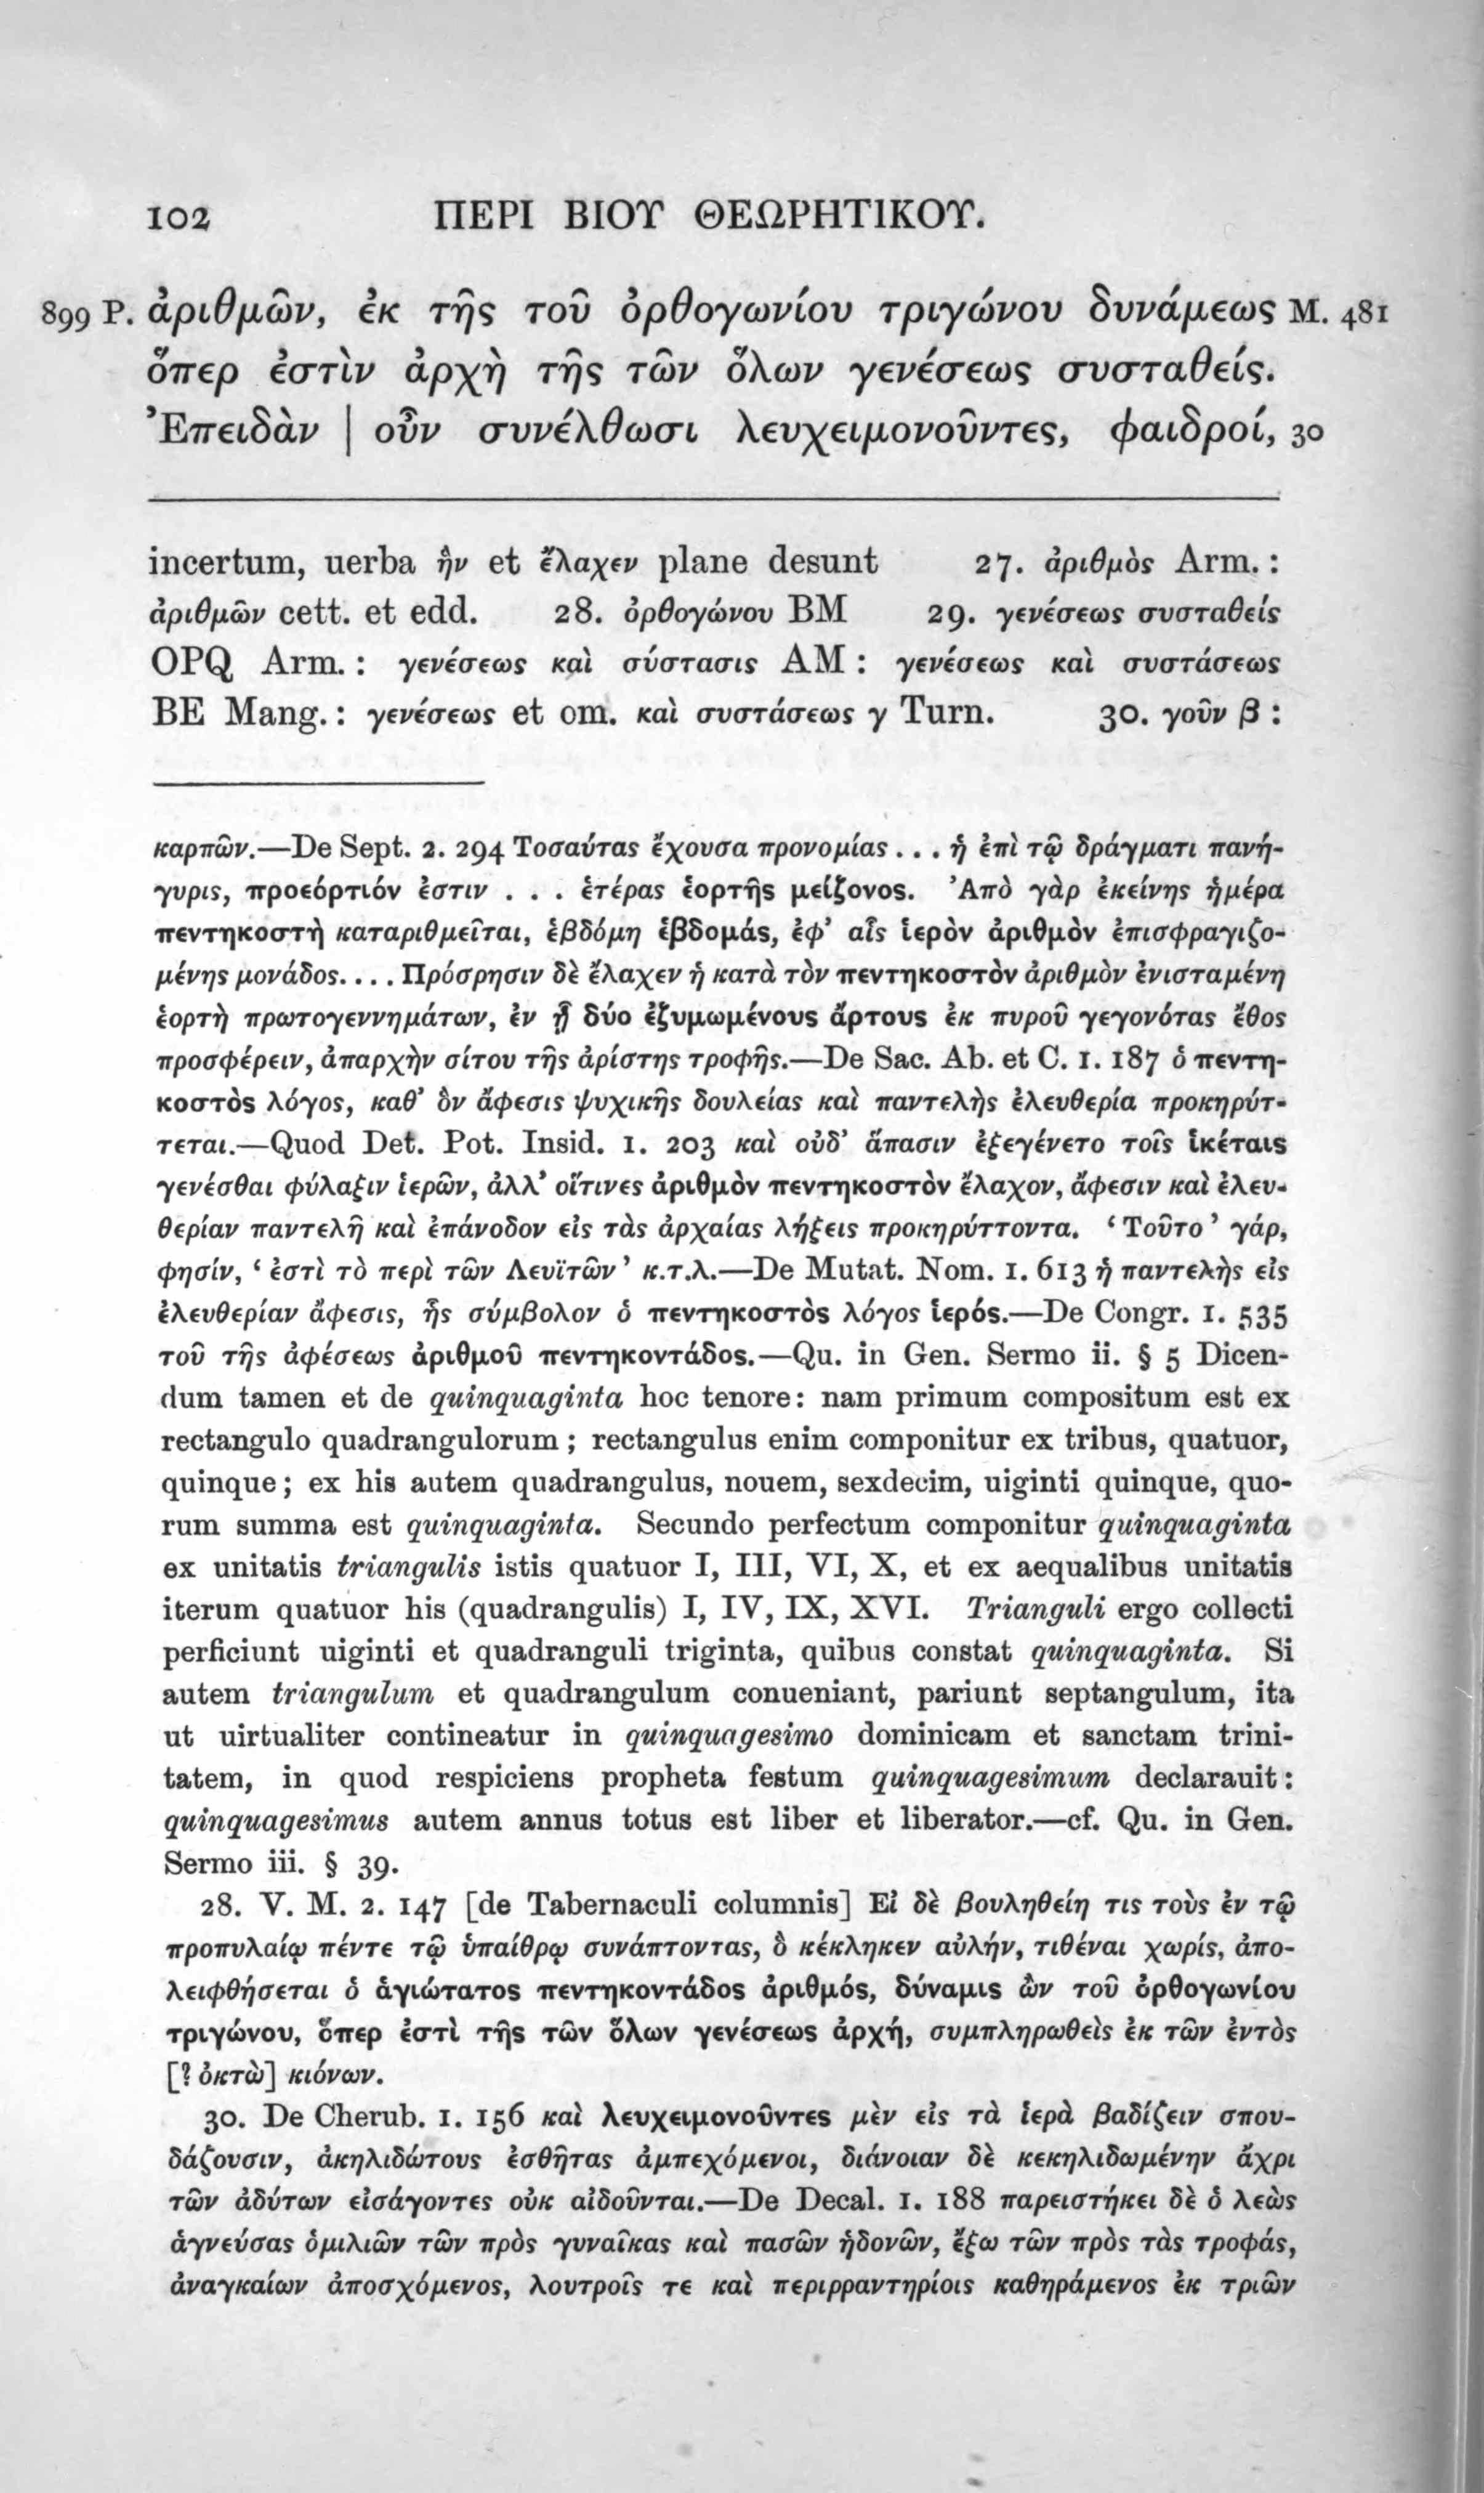 102 ΠΕΡΙ ΒΙΟΥ ΘΕΩΡΗΤΙΚΟΥ.
899 P. ἀριθμῶν, ἐκ τῆς τοῦ ὀρθογωνίου τριγώνου δυνάμεως M. 481
ὅπερ ἐστὶν ἀρχὴ τῆς τῶν ὅλων γενέσεως συσταθείς.
Ἐπειδὰν | οὖν συνέλθωσι λευχειμονοῦντες, φαιδροί, 30
incertum, uerba ἣν et ἔλαχεν plane desunt 27. ἀριθμὸς Arm. :
ἀριθμῶν cett. et edd. 28. ὀρθογώνου BM 29. γενέσεως συσταθείς
OPQ Arm. : γενέσεως καὶ σύστασις AM : γενέσεως καὶ συστάσεως
BE Mang. : γενέσεως et om. καὶ συστάσεως γ Turn. 30. γοῦν β :
καρπῶν.—De Sept. 2. 294 Τοσαύτας ἔχουσα προνομίας . . . ἡ ἐπὶ τῷ δράγματι πανή-
γυρις, προεόρτιόν ἐστιν . . . ἑτέρας ἑορτῆς μείζονος. Ἀπὸ γὰρ ἐκείνης ἡμέρα
πεντηκοστὴ καταριθμεῖται, ἑβδόμη ἑβδομάς, ἐφ’ αἷς ἱερὸν ἀριθμὸν ἐπισφραγιζο-
μένης μονάδος. . . . Πρόσρησιν δὲ ἔλαχεν ἡ κατὰ τὸν πεντηκοστὸν ἀριθμὸν ἐνισταμένη
ἑορτὴ πρωτογεννημάτων, ἐν ᾗ δύο ἐζυμωμένους ἄρτους ἐκ πυροῦ γεγονότας ἔθος
προσφέρειν, ἀπαρχὴν σίτου τῆς ἀρίστης τροφῆς.—De Sac. Ab. et C. 1. 187 ὁ πεντη-
κοστὸς λόγος, καθ’ ὃν ἄφεσις ψυχικῆς δουλείας καὶ παντελὴς ἐλευθερία προκηρύτ-
τεται.—Quod Det. Pot. Insid. 1. 203 καὶ οὐδ’ ἅπασιν ἐξεγένετο τοῖς ἱκέταις
γενέσθαι φύλαξιν ἱερῶν, ἀλλ’ οἵτινες ἀριθμὸν πεντηκοστὸν ἔλαχον, ἄφεσιν καὶ ἐλευ-
θερίαν παντελῆ καὶ ἐπάνοδον εἰς τὰς ἀρχαίας λήξεις προκηρύττοντα. ‘Τοῦτο’ γάρ,
φησίν, ‘ἐστὶ τὸ περὶ τῶν Λευϊτῶν’ κ.τ.λ.—De Mutat. Nom. 1. 613 ἡ παντελὴς εἰς
ἐλευθερίαν ἄφεσις, ἧς σύμβολον ὁ πεντηκοστὸς λόγος ἱερός.—De Congr. 1. 535
τοῦ τῆς ἀφέσεως ἀριθμοῦ πεντηκοντάδος.—Qu. in Gen. Sermo ii. § 5 Dicen-
dum tamen et de quinquaginta hoc tenore: nam primum compositum est ex
rectangulo quadrangulorum ; rectangulus enim componitur ex tribus, quatuor,
quinque; ex his autem quadrangulus, nouem, sexdecim, uiginti quinque, quo-
rum summa est quinquaginta. Secundo perfectum componitur quinquaginta
ex unitatis triangulis istis quatuor I, III, VI, X, et ex aequalibus unitatis
iterum quatuor his (quadrangulis) I, IV, IX, XVI. Trianguli ergo collecti
perficiunt uiginti et quadranguli triginta, quibus constat quinquaginta. Si
autem triangulum et quadrangulum conueniant, pariunt septangulum, ita
ut uirtualiter contineatur in quinquagesimo dominicam et sanctam trini-
tatem, in quod respiciens propheta festum quinquagesimum declarauit:
quinquagesimus autem annus totus est liber et liberator.—cf. Qu. in Gen.
Sermo iii. § 39.
28. V. M. 2. 147 [de Tabernaculi columnis] Εἰ δὲ βουληθείη τις τοὺς ἐν τῷ
προπυλαίῳ πέντε τῷ ὑπαίθρῳ συνάπτοντας, ὃ κέκληκεν αὐλήν, τιθέναι χωρίς, ἀπο-
λειφθήσεται ὁ ἁγιώτατος πεντηκοντάδος ἀριθμός, δύναμις ὢν τοῦ ὀρθογωνίου
τριγώνου, ὅπερ ἐστὶ τῆς τῶν ὅλων γενέσεως ἀρχή, συμπληρωθεὶς ἐκ τῶν ἐντὸς
[? ὀκτὼ] κιόνων.
30. De Cherub. 1. 156 καὶ λευχειμονοῦντες μὲν εἰς τὰ ἱερὰ βαδίζειν σπου-
δάζουσιν, ἀκηλιδώτους ἐσθῆτας ἀμπεχόμενοι, διάνοιαν δὲ κεκηλιδωμένην ἄχρι
τῶν ἀδύτων εἰσάγοντες οὐκ αἰδοῦνται.—De Decal. 1. 188 παρειστήκει δὲ ὁ λεὼς
ἁγνεύσας ὁμιλιῶν τῶν πρὸς γυναῖκας καὶ πασῶν ἡδονῶν, ἔξω τῶν πρὸς τὰς τροφάς,
ἀναγκαίων ἀποσχόμενος, λουτροῖς τε καὶ περιρραντηρίοις καθηράμενος ἐκ τριῶν